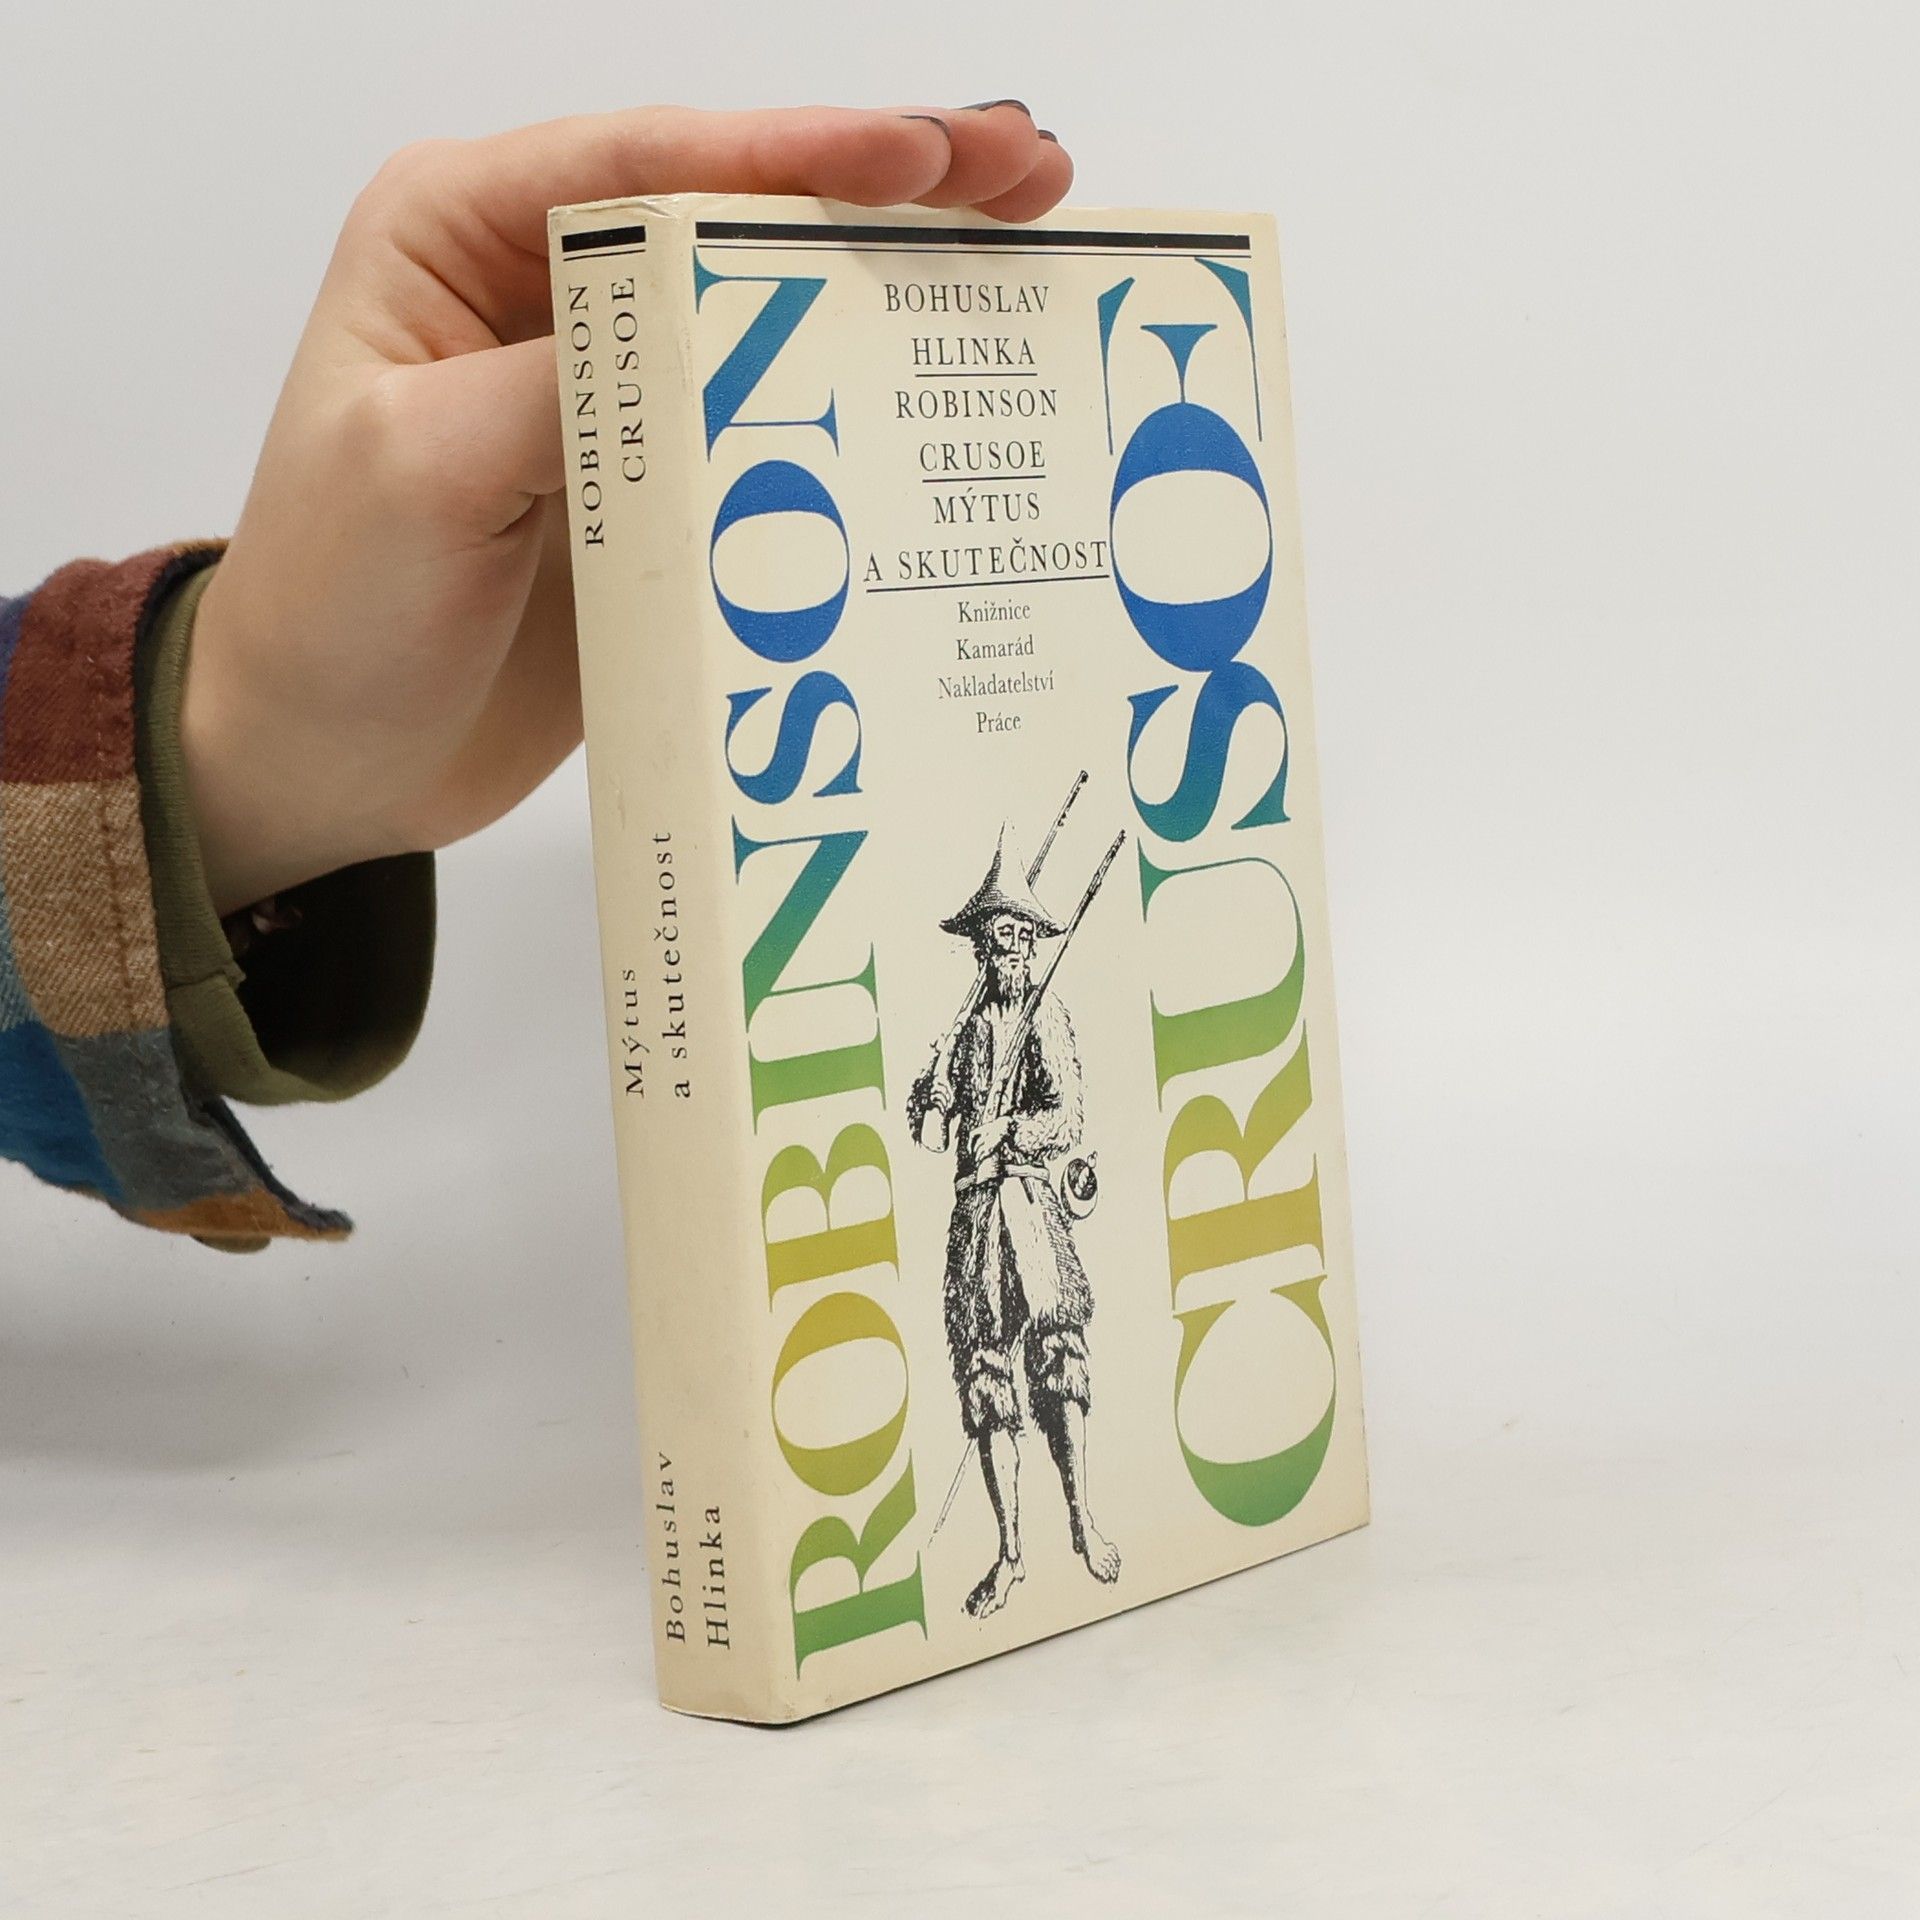 ROBINSON
CRUSOE
Mýtus
a skutečnost
Bohuslav
Hlinka
ROBINSON
BOHUSLAV
HLINKA
ROBINSON
CRUSOE
MÝTUS
A SKUTEČNOST
Knižnice
Kamarád
Nakladatelství
Práce
CRUSOE